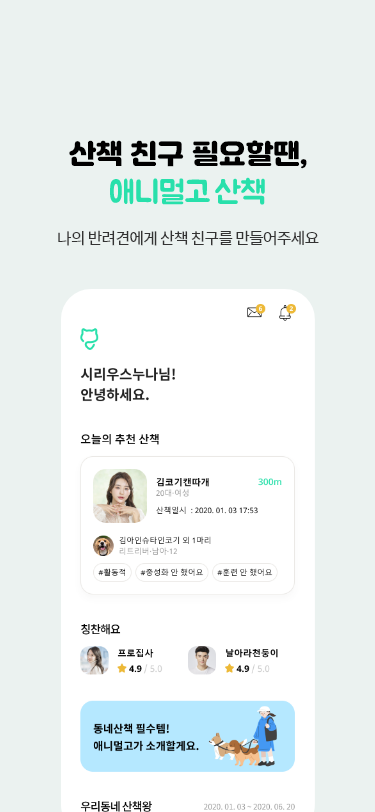 산책 친구 필요할땐,
애니멀고 산책
나의 반려견에게 산책 친구를 만들어주세요
6
2
시리우스누나님!
안녕하세요.
오늘의 추천 산책
김코기캔따개
300m
20대·여성
산책일시 : 2020. 01. 03 17:53
김아인슈타인코기 외 1마리
리트리버·남아·12
#활동적 #중성화 안 했어요 #훈련 안 했어요
칭찬해요
프로집사
4.9 / 5.0
날아라천둥이
4.9 / 5.0
동네산책 필수템!
애니멀고가 소개할게요.
우리동네 산책왕
2020. 01. 03 ~ 2020. 06. 20